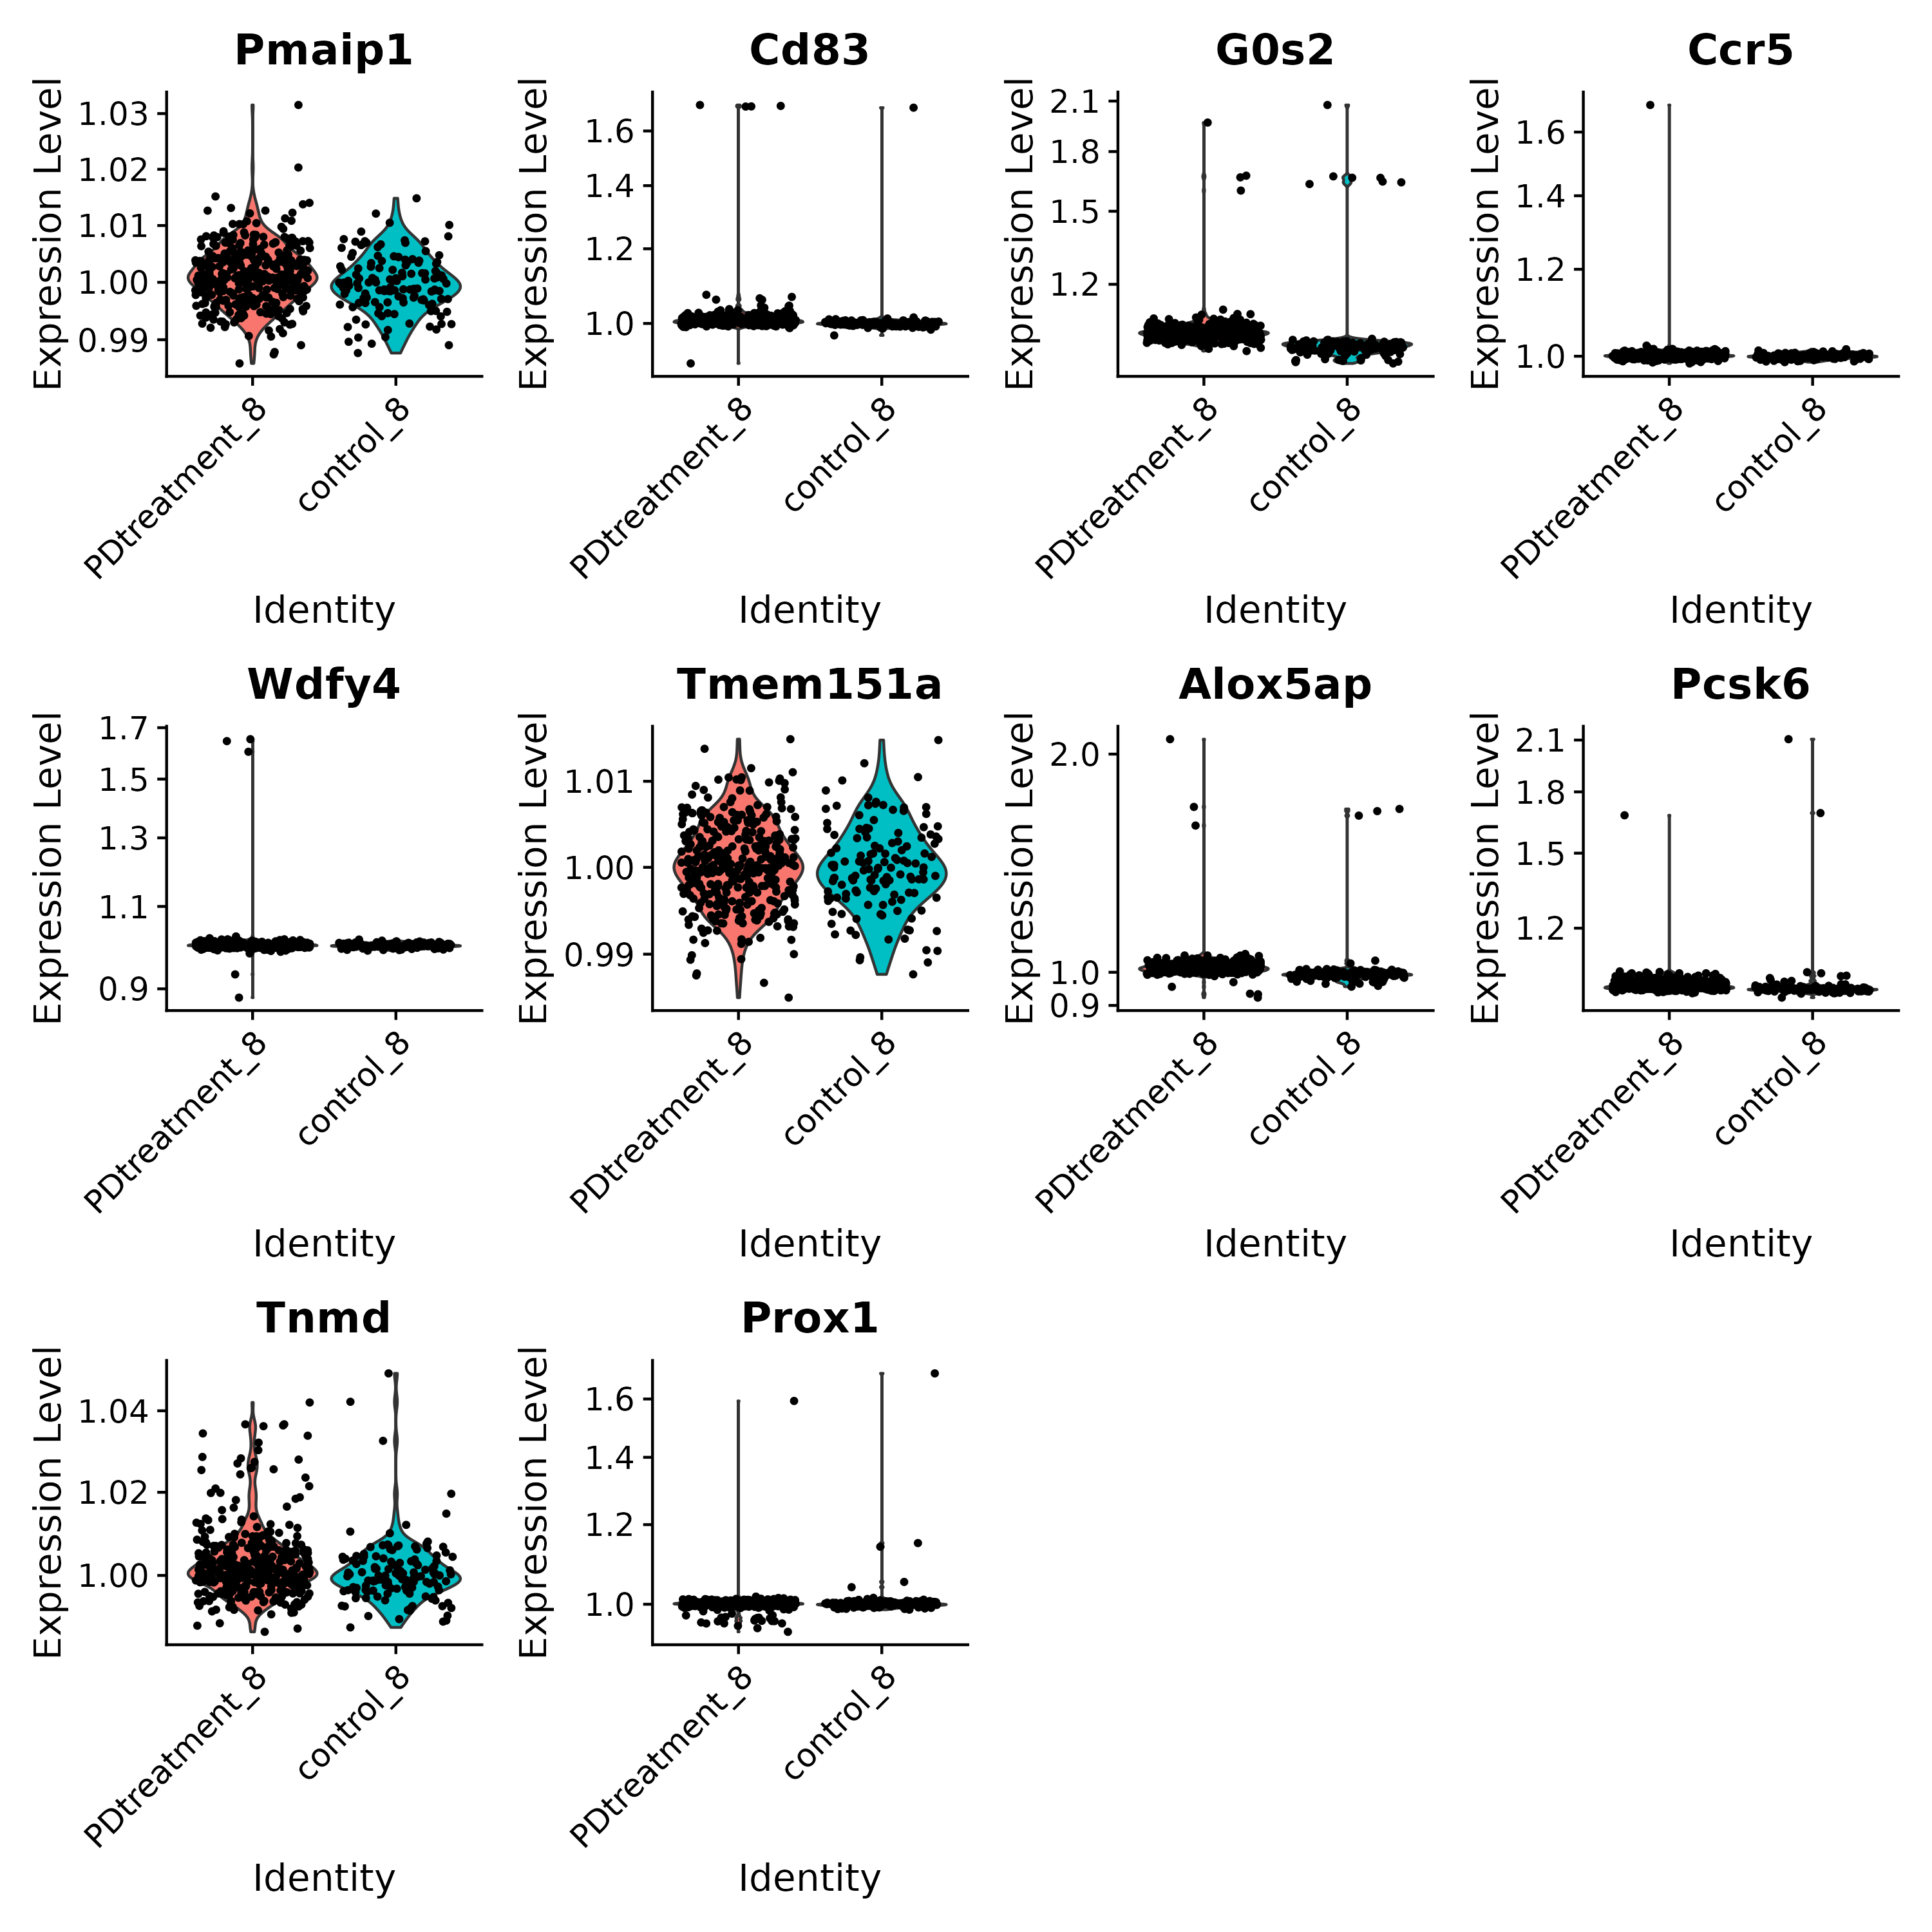 Pmaip1
Cd83
G0s2
Ccr5
Expression Level
1.03
1.02
1.01
1.00
0.99
Expression Level
1.6
1.4
1.2
1.0
Expression Level
2.1
1.8
1.5
1.2
Expression Level
1.6
1.4
1.2
1.0
PDtreatment_8
control_8
PDtreatment_8
control_8
PDtreatment_8
control_8
PDtreatment_8
control_8
Identity
Identity
Identity
Identity
Wdfy4
Tmem151a
Alox5ap
Pcsk6
Expression Level
1.7
1.5
1.3
1.1
0.9
Expression Level
1.01
1.00
0.99
Expression Level
2.0
1.0
0.9
Expression Level
2.1
1.8
1.5
1.2
PDtreatment_8
control_8
PDtreatment_8
control_8
PDtreatment_8
control_8
PDtreatment_8
control_8
Identity
Identity
Identity
Identity
Tnmd
Prox1
Expression Level
1.04
1.02
1.00
Expression Level
1.6
1.4
1.2
1.0
PDtreatment_8
control_8
PDtreatment_8
control_8
Identity
Identity